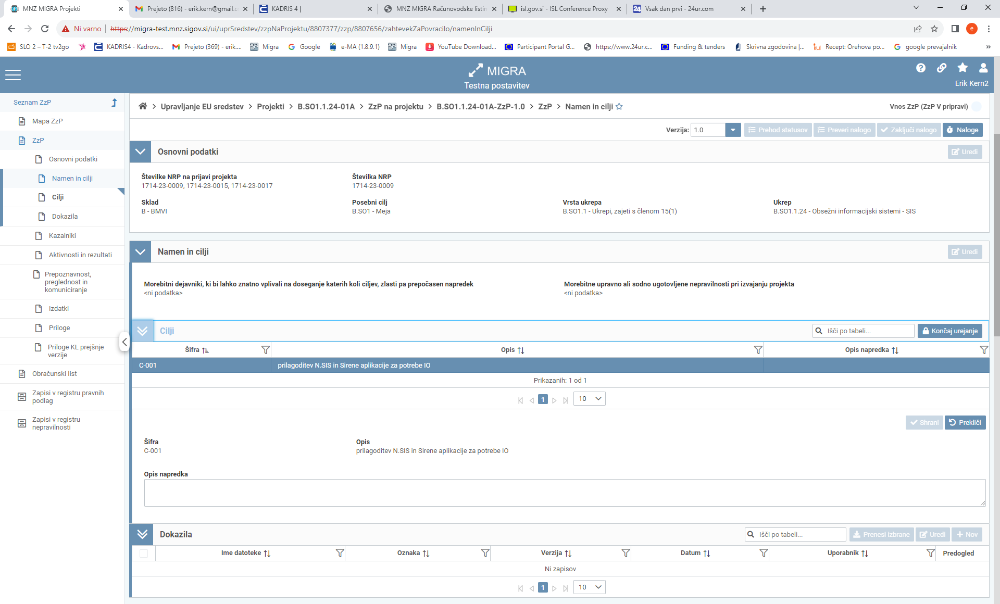 MNZ MIGRA Projekti
Prejeto (816) - erik.kern@gmail.c
KADRIS 4 |
MNZ MIGRA Računovodske listin
isl.gov.si - ISL Conference Proxy
Vsak dan prvi - 24ur.com
Ni varno
https://migra-test.mnz.sigov.si/ui/uprSredstev/zzpNaProjektu/8807377/zzp/8807656/zahtevekZaPovracilo/namenInCilji
SLO 2 – T-2 tv2go
KADRIS4 - Kadrovs...
Prejeto (369) - erik....
Migra
Google
e-MA (1.8.9.1)
Migra
YouTube Download...
Participant Portal G...
https://www.24ur.c...
Funding & tenders
Skrivna zgodovina |...
Recept: Orehova po...
google prevajalnik
»
MIGRA
Testna postavitev
Erik Kern2
Seznam ZzP
Mapa ZzP
ZzP
Osnovni podatki
Namen in cilji
Cilji
Dokazila
Kazalniki
Aktivnosti in rezultati
Prepoznavnost,
preglednost in
komuniciranje
Izdatki
Priloge
Priloge KL prejšnje
verzije
Obračunski list
Zapisi v registru pravnih
podlag
Zapisi v registru
nepravilnosti
Upravljanje EU sredstev > Projekti > B.SO1.1.24-01A > ZzP na projektu > B.SO1.1.24-01A-ZzP-1.0 > ZzP > Namen in cilji
Vnos ZzP (ZzP V pripravi)
Verzija: 1.0 Prehod statusov Preveri nalogo Zaključi nalogo Naloge
Osnovni podatki Uredi
Številke NRP na prijavi projekta Številka NRP
1714-23-0009, 1714-23-0015, 1714-23-0017 1714-23-0009
Sklad Posebni cilj Vrsta ukrepa Ukrep
B - BMVI B.SO1 - Meja B.SO1.1 - Ukrepi, zajeti s členom 15(1) B.SO1.1.24 - Obsežni informacijski sistemi - SIS
Namen in cilji Uredi
Morebitni dejavniki, ki bi lahko znatno vplivali na doseganje katerih koli ciljev, zlasti pa prepočasen napredek Morebitne upravno ali sodno ugotovljene nepravilnosti pri izvajanju projekta
<ni podatka> <ni podatka>
Cilji Išči po tabeli... Končaj urejanje
Šifra Opis Opis napredka
C-001 prilagoditev N.SIS in Sirene aplikacije za potrebe IO
Prikazanih: 1 od 1
1 10
Shrani Prekliči
Šifra Opis
C-001 prilagoditev N.SIS in Sirene aplikacije za potrebe IO
Opis napredka
Dokazila Išči po tabeli... Prenesi izbrane Uredi Nov
Ime datoteke Oznaka Verzija Datum Uporabnik Predogled
Ni zapisov
1 10